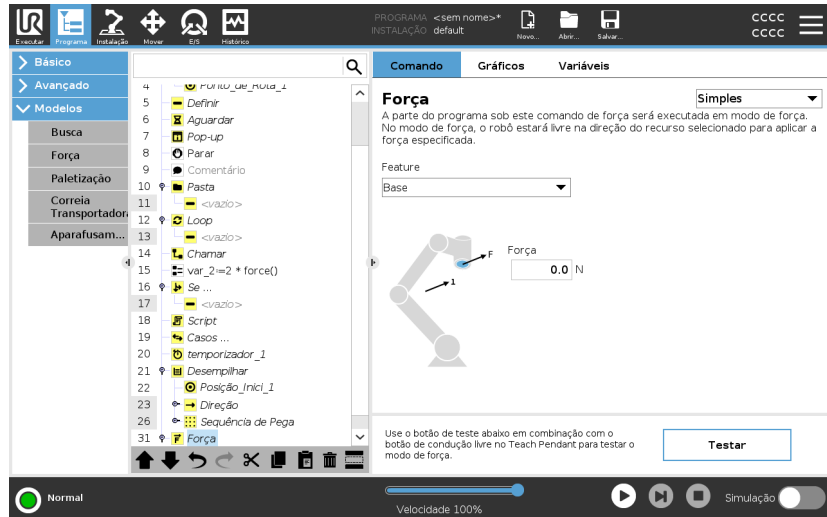 UR
PROGRAMA <sem nome>*
INSTALAÇÃO default
cccc
cccc
Executar Programa Instalação Mover E/S Histórico Novo... Abrir... Salvar...
Básico
Avançado
Modelos
Busca
Força
Paletização
Correia
Transportadora
Aparafusam...
4 Ponto_de_Rota_1
5 Definir
6 Aguardar
7 Pop-up
8 Parar
9 Comentário
10 Pasta
11 <vazio>
12 Loop
13 <vazio>
14 Chamar
15 var_2:=2 * force()
16 Se ...
17 <vazio>
18 Script
19 Casos ...
20 temporizador_1
21 Desempilhar
22 Posição_Inici_1
23 Direção
26 Sequência de Pega
31 Força
Comando Gráficos Variáveis
Força
Simples
A parte do programa sob este comando de força será executada em modo de força.
No modo de força, o robô estará livre na direção do recurso selecionado para aplicar a
força especificada.
Feature
Base
F
1
Força
0.0 N
Use o botão de teste abaixo em combinação com o
botão de condução livre no Teach Pendant para testar o
modo de força.
Testar
Normal
Velocidade 100%
Simulação